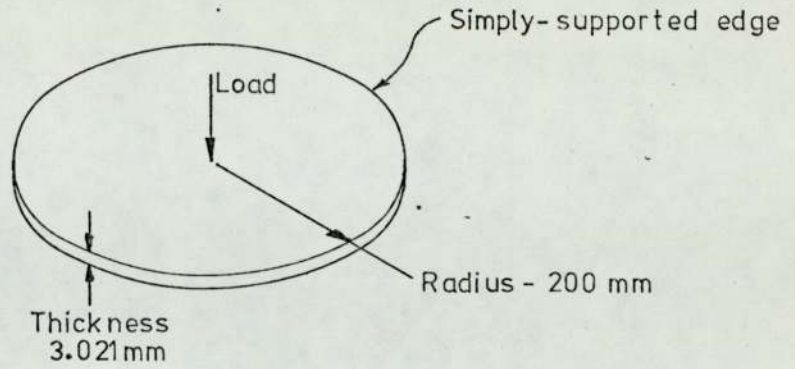 Simply-supported edge
Load
Radius - 200 mm
Thickness
3.021mm